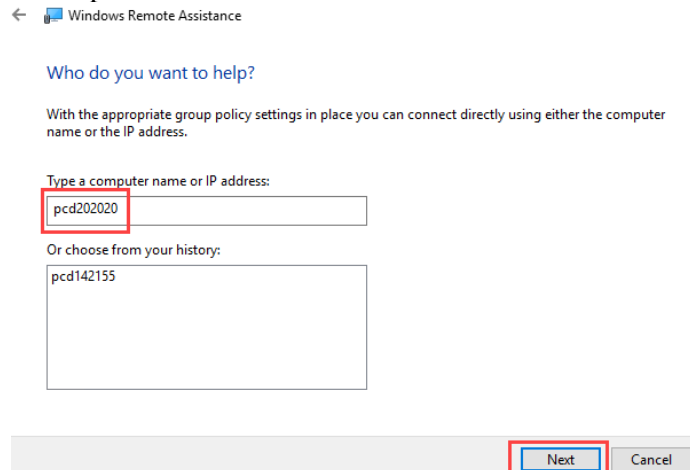 Windows Remote Assistance
Who do you want to help?
With the appropriate group policy settings in place you can connect directly using either the computer
name or the IP address.
Type a computer name or IP address:
pcd202020
Or choose from your history:
pcd142155
Next Cancel